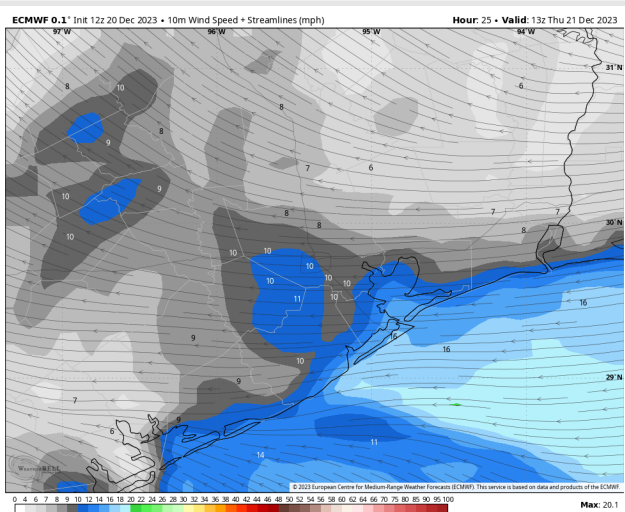 ECMWF 0.1° Init 12z 20 Dec 2023 • 10m Wind Speed + Streamlines (mph) Hour: 25 • Valid: 13z Thu 21 Dec 2023
97°W 96°W 95°W 94°W
31°N
8 10 6
8
8 9
7 6
10 9
7 7
30°N
8 8 8
10
10 10
10
10 10 10
11 10
16
9 16
16
10
29°N
9
7
9
6
11
14
WeatherBELL
© 2023 European Centre for Medium-Range Weather Forecasts (ECMWF). This service is based on data and products of the ECMWF.
0 4 6 7 8 9 10 12 14 16 18 20 22 24 26 28 30 32 34 36 38 40 42 44 46 48 50 52 54 56 58 60 62 64 66 68 70 75 80 85 90 95 100
Max: 20.1